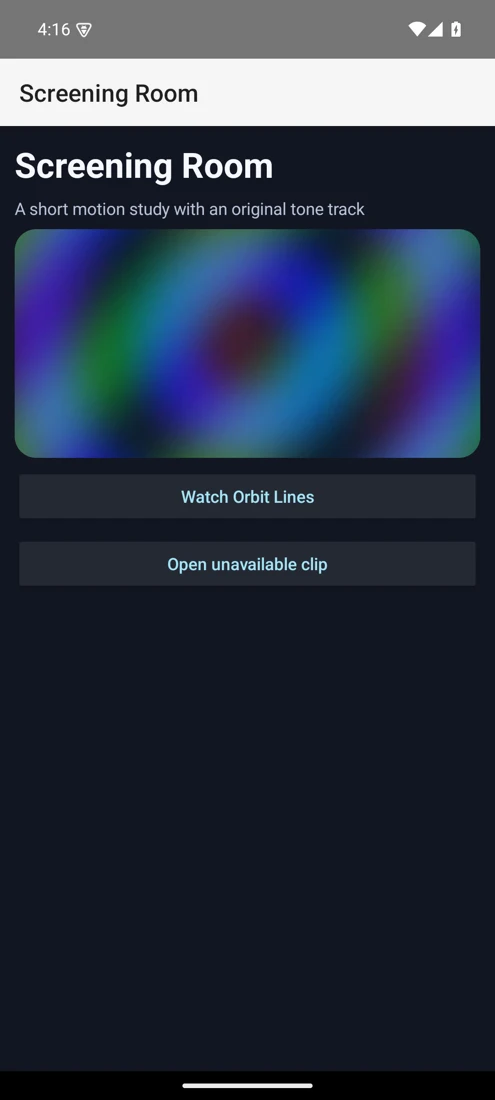 4:16
Screening Room
Screening Room
A short motion study with an original tone track
Watch Orbit Lines
Open unavailable clip